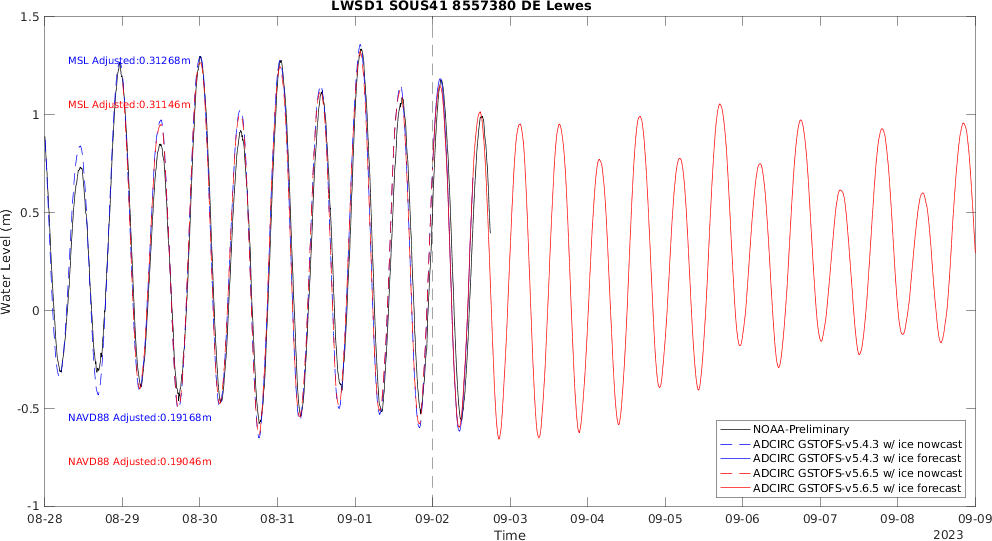 LWSD1 SOUS41 8557380 DE Lewes
1.5
1
0.5
0
-0.5
-1
Water Level (m)
MSL Adjusted:0.31268m
MSL Adjusted:0.31146m
NAVD88 Adjusted:0.19168m
NAVD88 Adjusted:0.19046m
NOAA-Preliminary
ADCIRC GSTOFS-v5.4.3 w/ ice nowcast
ADCIRC GSTOFS-v5.4.3 w/ ice forecast
ADCIRC GSTOFS-v5.6.5 w/ ice nowcast
ADCIRC GSTOFS-v5.6.5 w/ ice forecast
08-28 08-29 08-30 08-31 09-01 09-02 09-03 09-04 09-05 09-06 09-07 09-08 09-09
Time
2023